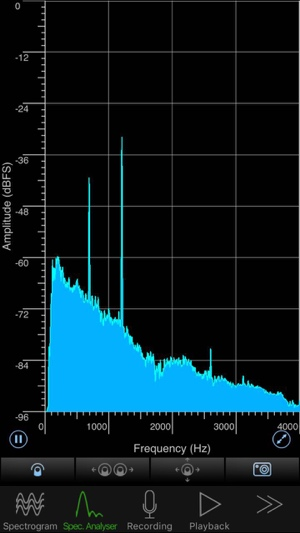 0
-12
-24
-36
-48
-60
-72
-84
-96
Amplitude (dBFS)
0 1000 2000 3000 4000
Frequency (Hz)
Spectrogram Spec. Analyser Recording Playback